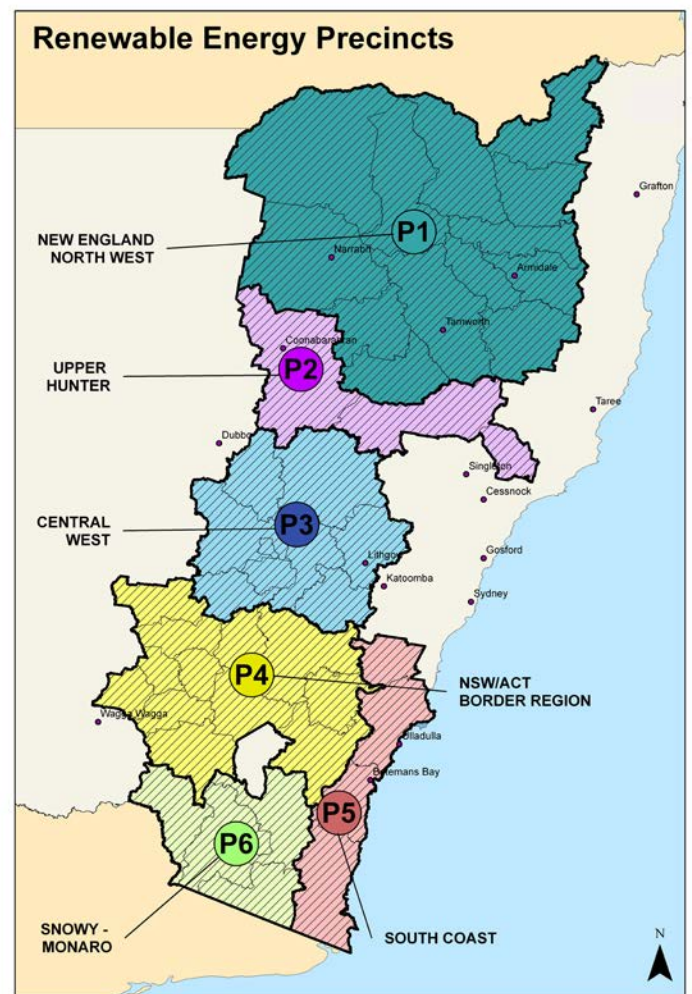 Renewable Energy Precincts
Grafton
P1
NEW ENGLAND
NORTH WEST
Narrabri
Armidale
Tamworth
Coonabarabran
P2
UPPER
HUNTER
Taree
Dubbo
Singleton
Cessnock
P3
CENTRAL
WEST
Lithgow
Gosford
Katoomba
Sydney
P4
NSW/ACT
BORDER REGION
Wagga Wagga
Ulladulla
Batemans Bay
P5
P6
SNOWY -
MONARO
SOUTH COAST
N